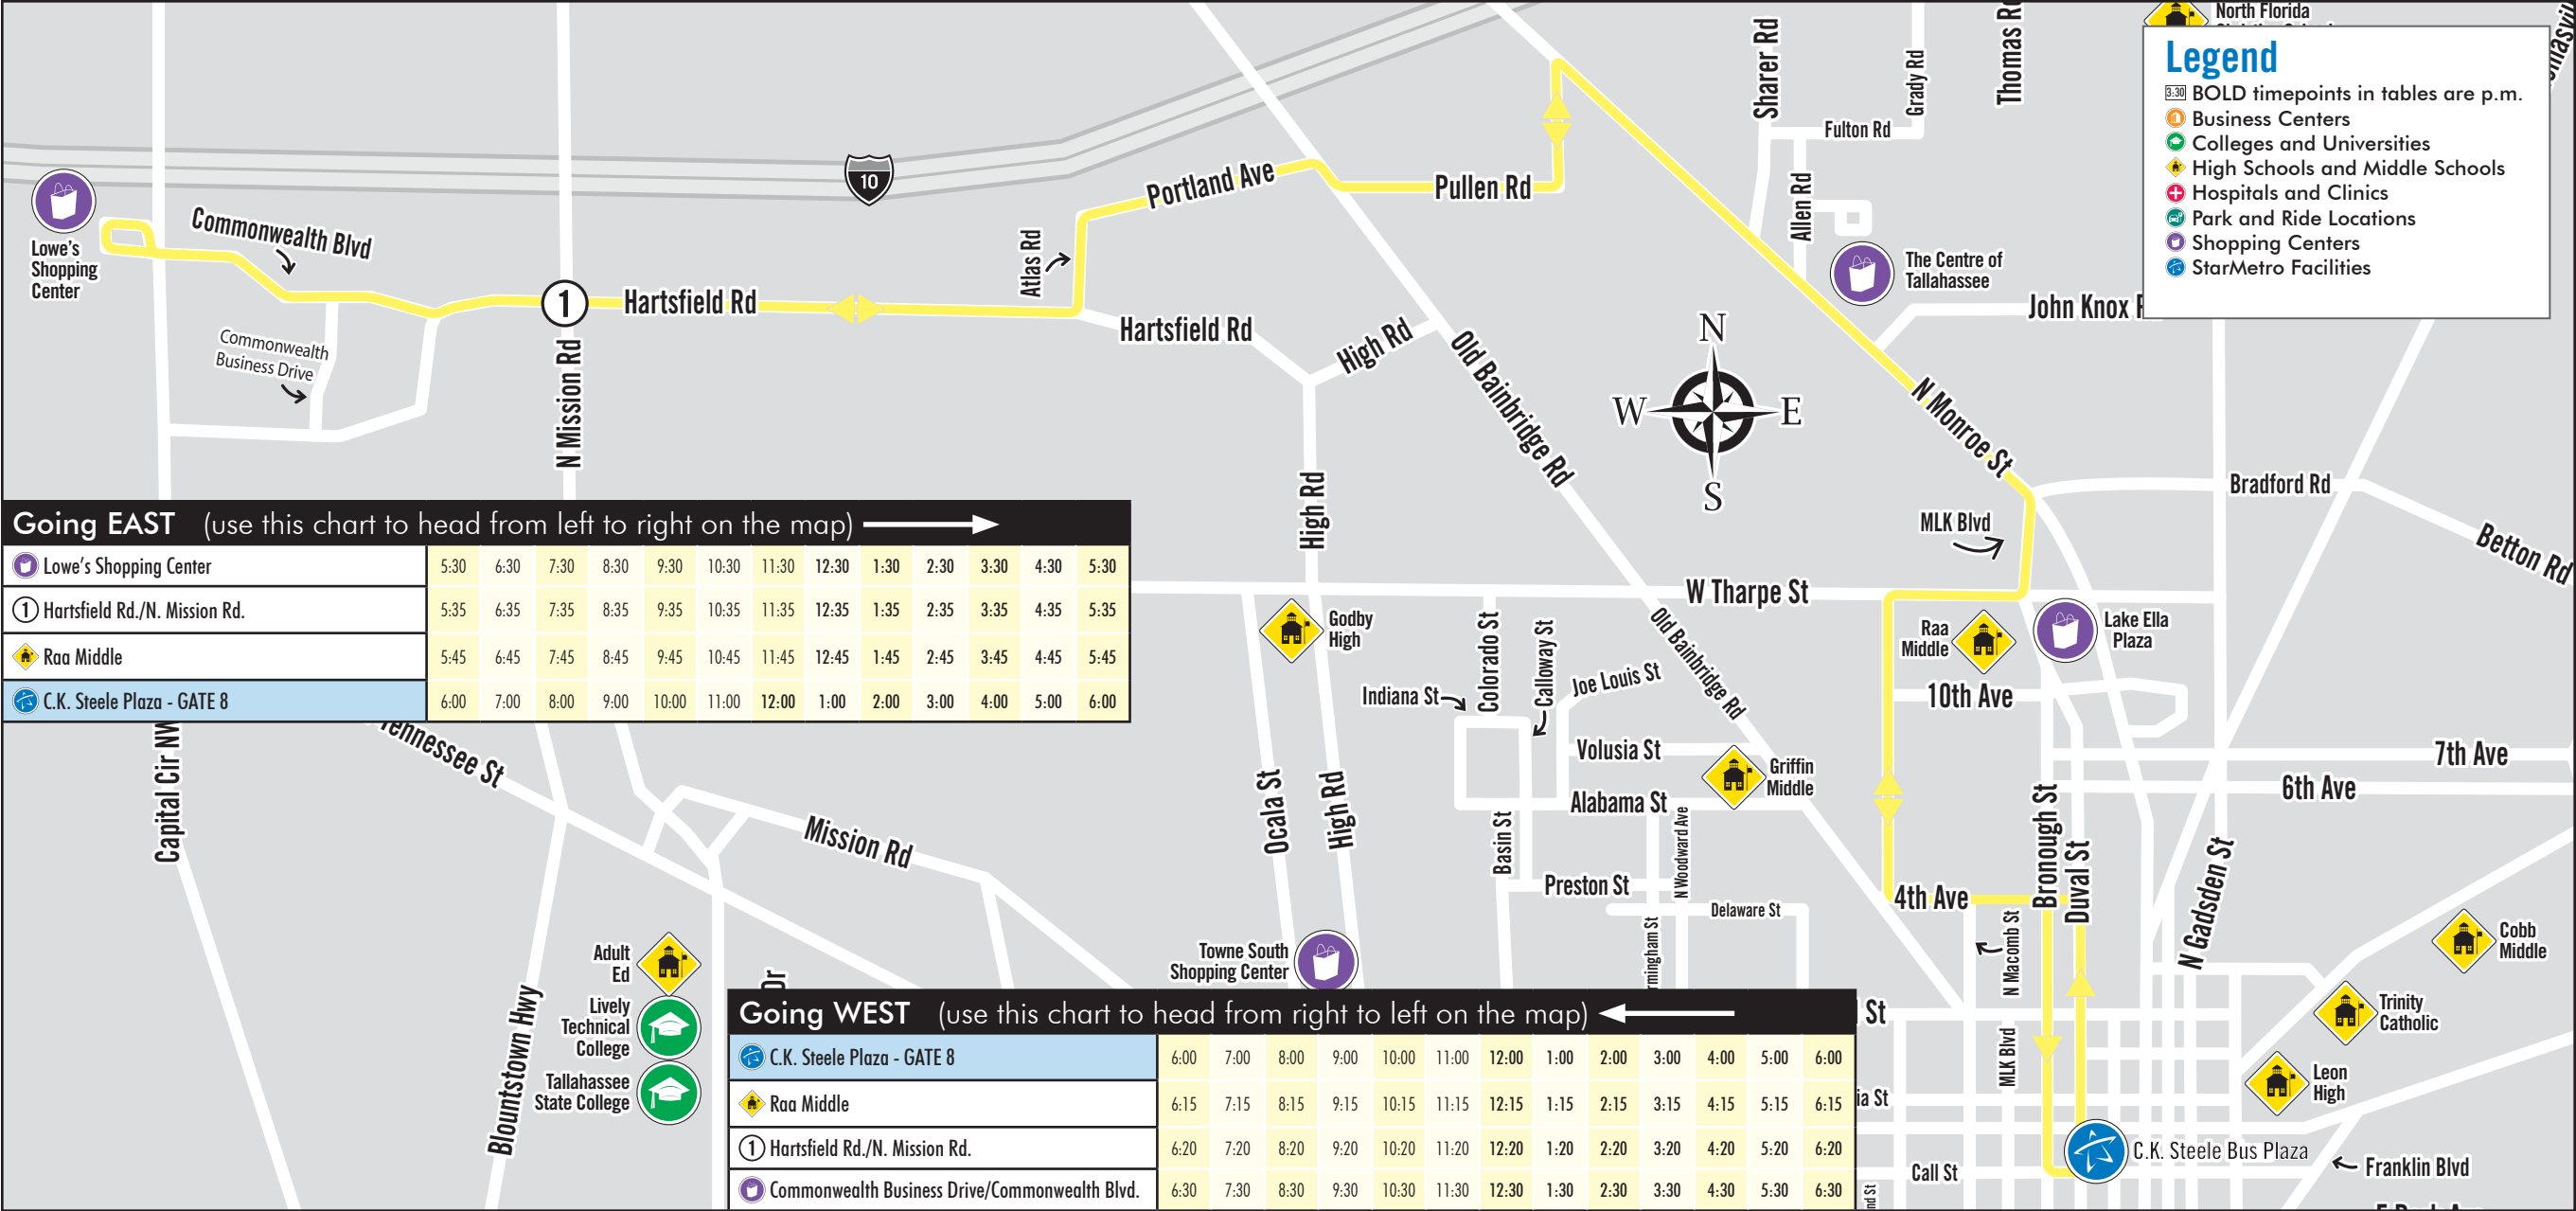 North Florida
Legend
3:30 BOLD timepoints in tables are p.m.
Business Centers
Colleges and Universities
High Schools and Middle Schools
Hospitals and Clinics
Park and Ride Locations
Shopping Centers
StarMetro Facilities
Sharer Rd
Grady Rd
Fulton Rd
Allen Rd
10
Portland Ave
Pullen Rd
Lowe's
Shopping
Center
Commonwealth Blvd
Atlas Rd
The Centre of
Tallahassee
John Knox
1
Hartsfield Rd
Hartsfield Rd
High Rd
Commonwealth
Business Drive
N Mission Rd
Old Bainbridge Rd
N
W
E
S
N Monroe St
High Rd
Bradford Rd
MLK Blvd
Betton Rd
Going EAST (use this chart to head from left to right on the map)
Lowe's Shopping Center 5:30 6:30 7:30 8:30 9:30 10:30 11:30 12:30 1:30 2:30 3:30 4:30 5:30
1 Hartsfield Rd./N. Mission Rd. 5:35 6:35 7:35 8:35 9:35 10:35 11:35 12:35 1:35 2:35 3:35 4:35 5:35
Raa Middle 5:45 6:45 7:45 8:45 9:45 10:45 11:45 12:45 1:45 2:45 3:45 4:45 5:45
C.K. Steele Plaza - GATE 8 6:00 7:00 8:00 9:00 10:00 11:00 12:00 1:00 2:00 3:00 4:00 5:00 6:00
W Tharpe St
Godby
High
Colorado St
Calloway St
Old Bainbridge Rd
Raa
Middle
Lake Ella
Plaza
Indiana St
Joe Louis St
10th Ave
Volusia St
Griffin
Middle
7th Ave
6th Ave
Capital Cir NW
Tennessee St
Mission Rd
Ocala St
High Rd
Alabama St
Basin St
N Woodward Ave
Bronough St
Duval St
Preston St
Delaware St
4th Ave
N Macomb St
N Gadsden St
Cobb
Middle
Adult
Ed
Towne South
Shopping Center
Lively
Technical
College
Dr
Tallahassee
State College
Blountstown Hwy
St
Trinity
Catholic
MLK Blvd
Leon
High
Going WEST (use this chart to head from right to left on the map)
C.K. Steele Plaza - GATE 8 6:00 7:00 8:00 9:00 10:00 11:00 12:00 1:00 2:00 3:00 4:00 5:00 6:00
Raa Middle 6:15 7:15 8:15 9:15 10:15 11:15 12:15 1:15 2:15 3:15 4:15 5:15 6:15
1 Hartsfield Rd./N. Mission Rd. 6:20 7:20 8:20 9:20 10:20 11:20 12:20 1:20 2:20 3:20 4:20 5:20 6:20
Commonwealth Business Drive/Commonwealth Blvd. 6:30 7:30 8:30 9:30 10:30 11:30 12:30 1:30 2:30 3:30 4:30 5:30 6:30
C.K. Steele Bus Plaza
Call St
Franklin Blvd